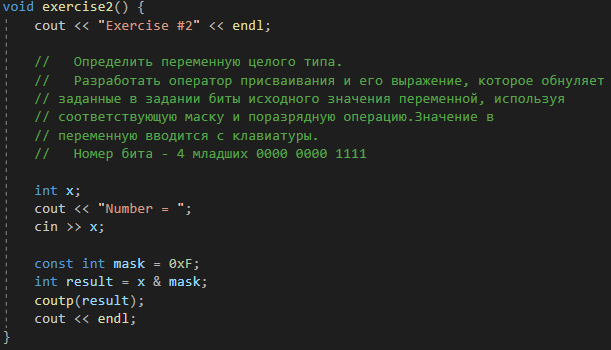 void exercise2() {
cout << "Exercise #2" << endl;
// Определить переменную целого типа.
// Разработать оператор присваивания и его выражение, которое обнуляет
// заданные в задании биты исходного значения переменной, используя
// соответствующую маску и поразрядную операцию.Значение в
// переменную вводится с клавиатуры.
// Номер бита - 4 младших 0000 0000 1111
int x;
cout << "Number = ";
cin >> x;
const int mask = 0xF;
int result = x & mask;
coutp(result);
cout << endl;
}